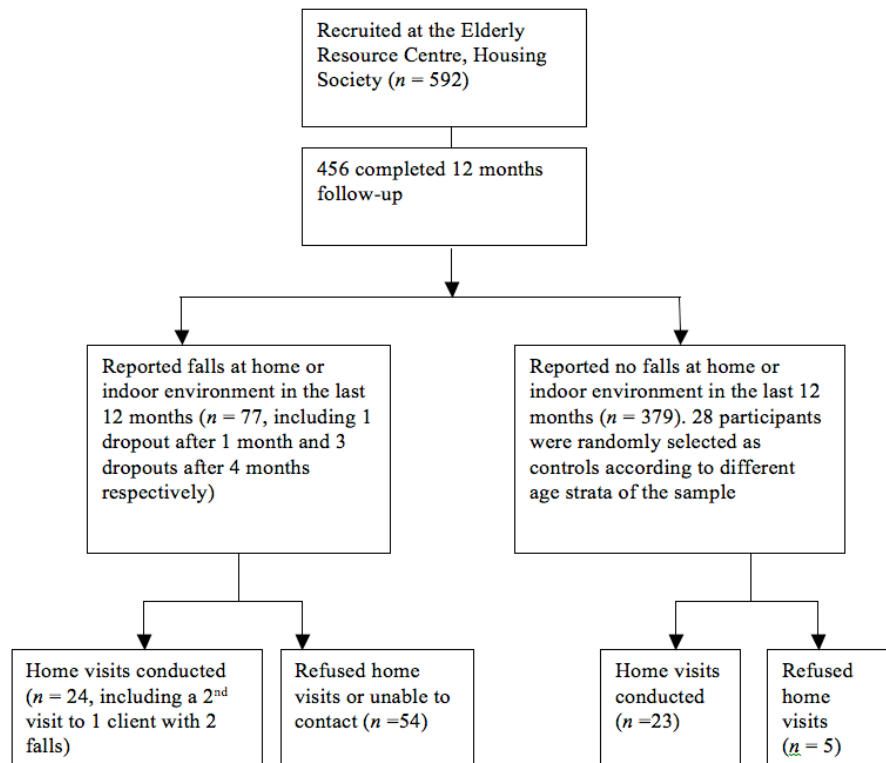 Recruited at the Elderly
Resource Centre, Housing
Society (n = 592)
456 completed 12 months
follow-up
Reported falls at home or
indoor environment in the last
12 months (n = 77, including 1
dropout after 1 month and 3
dropouts after 4 months
respectively)
Reported no falls at home or
indoor environment in the last 12
months (n = 379). 28 participants
were randomly selected as
controls according to different
age strata of the sample
Home visits conducted
(n = 24, including a 2nd
visit to 1 client with 2
falls)
Refused home
visits or unable to
contact (n =54)
Home visits
conducted
(n =23)
Refused
home
visits
(n = 5)